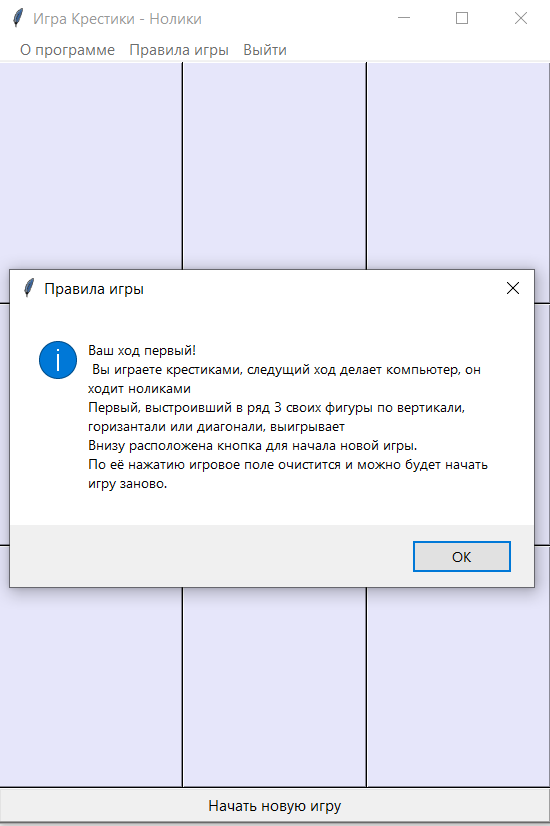 Игра Крестики - Нолики
О программе Правила игры Выйти
Правила игры
Ваш ход первый!
Вы играете крестиками, следущий ход делает компьютер, он
ходит ноликами
Первый, выстроивший в ряд 3 своих фигуры по вертикали,
горизантали или диагонали, выигрывает
Внизу расположена кнопка для начала новой игры.
По её нажатию игровое поле очистится и можно будет начать
игру заново.
ОК
Начать новую игру